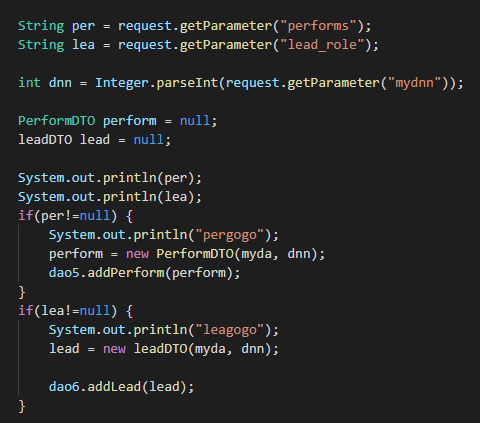 String per = request.getParameter("performs");
String lea = request.getParameter("lead_role");
int dnn = Integer.parseInt(request.getParameter("mydnn"));
PerformDTO perform = null;
leadDTO lead = null;
System.out.println(per);
System.out.println(lea);
if(per!=null) {
System.out.println("pergogo");
perform = new PerformDTO(myda, dnn);
dao5.addPerform(perform);
}
if(lea!=null) {
System.out.println("leagogo");
lead = new leadDTO(myda, dnn);
dao6.addLead(lead);
}